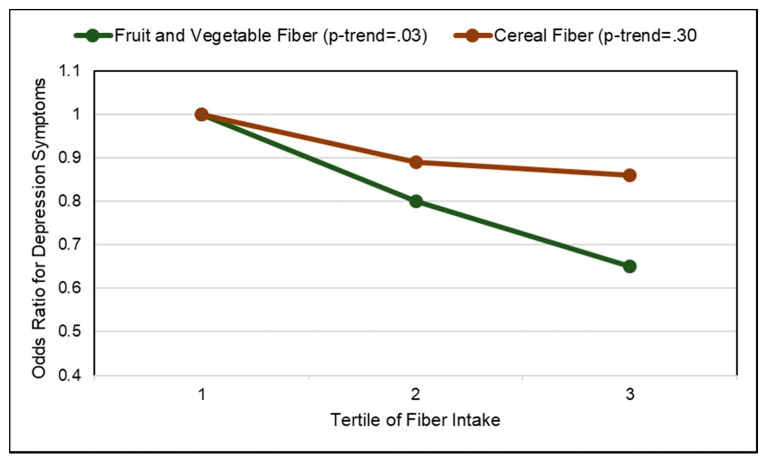 Fruit and Vegetable Fiber (p-trend=.03) Cereal Fiber (p-trend=.30
1.1
1
0.9
0.8
0.7
0.6
0.5
0.4
Odds Ratio for Depression Symptoms
1 2 3
Tertile of Fiber Intake